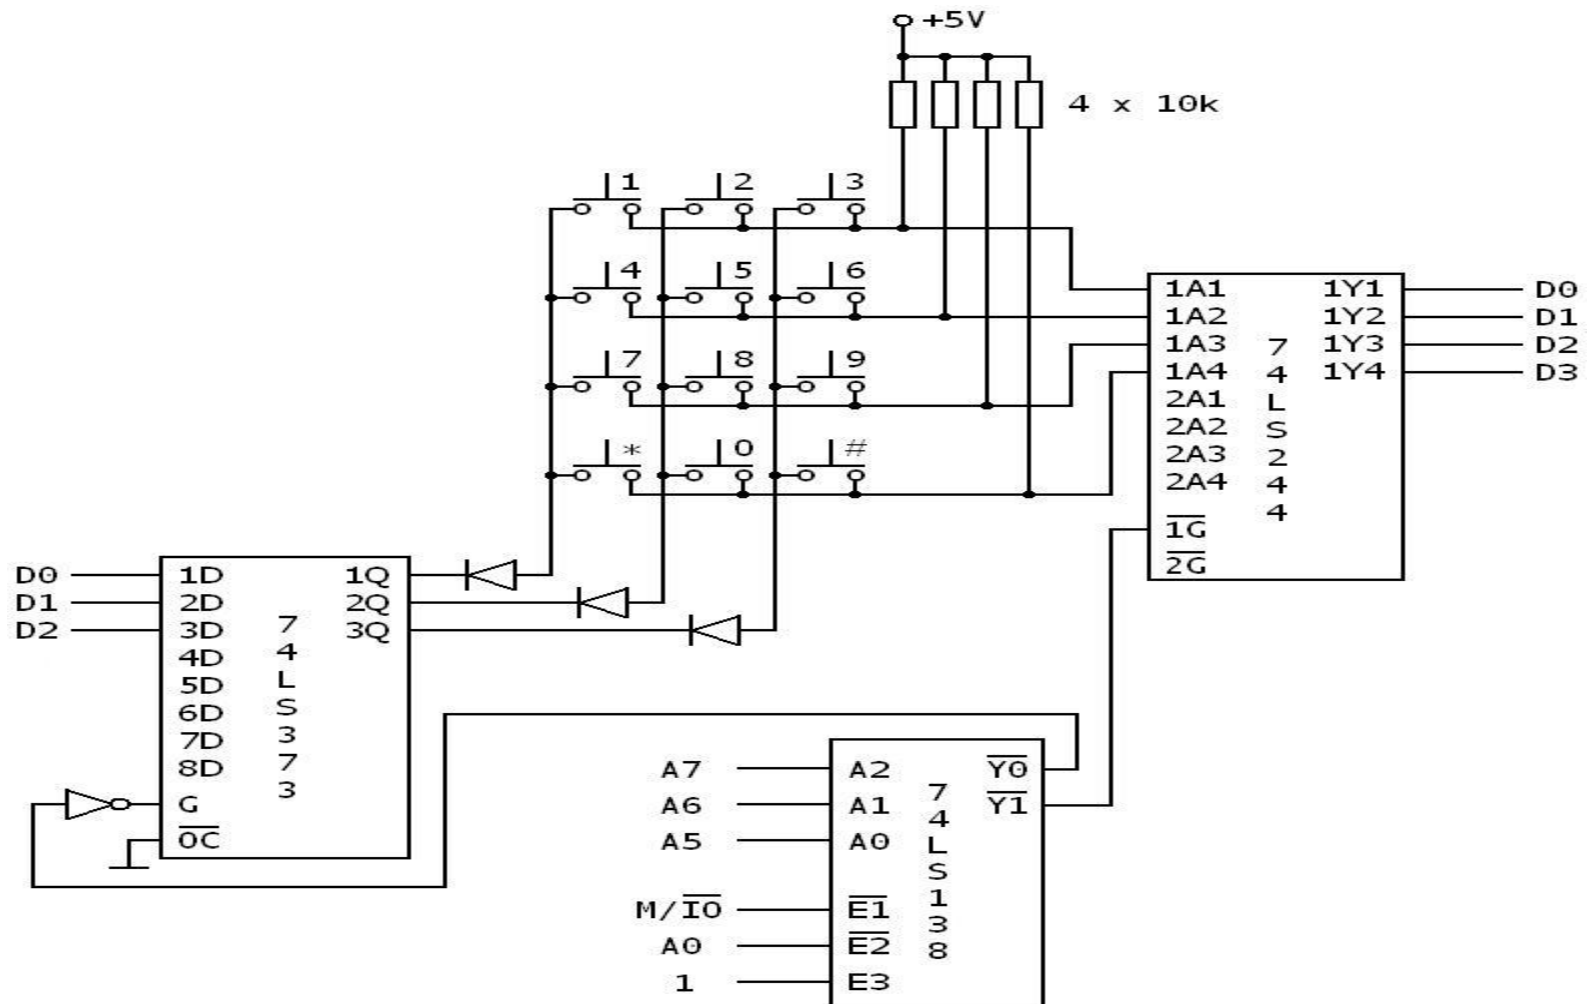 +5V
4 x 10k
1 2 3
4 5 6
7 8 9
* 0 #
1A1 1Y1 D0
1A2 1Y2 D1
1A3 1Y3 D2
1A4 1Y4 D3
2A1
2A2
2A3
2A4
1G
2G
74LS244
D0 1D 1Q
D1 2D 2Q
D2 3D 3Q
4D
5D
6D
7D
8D
G
OC
74LS373
A7 A2 Y0
A6 A1 Y1
A5 A0
M/IO E1
A0 E2
1 E3
74LS138